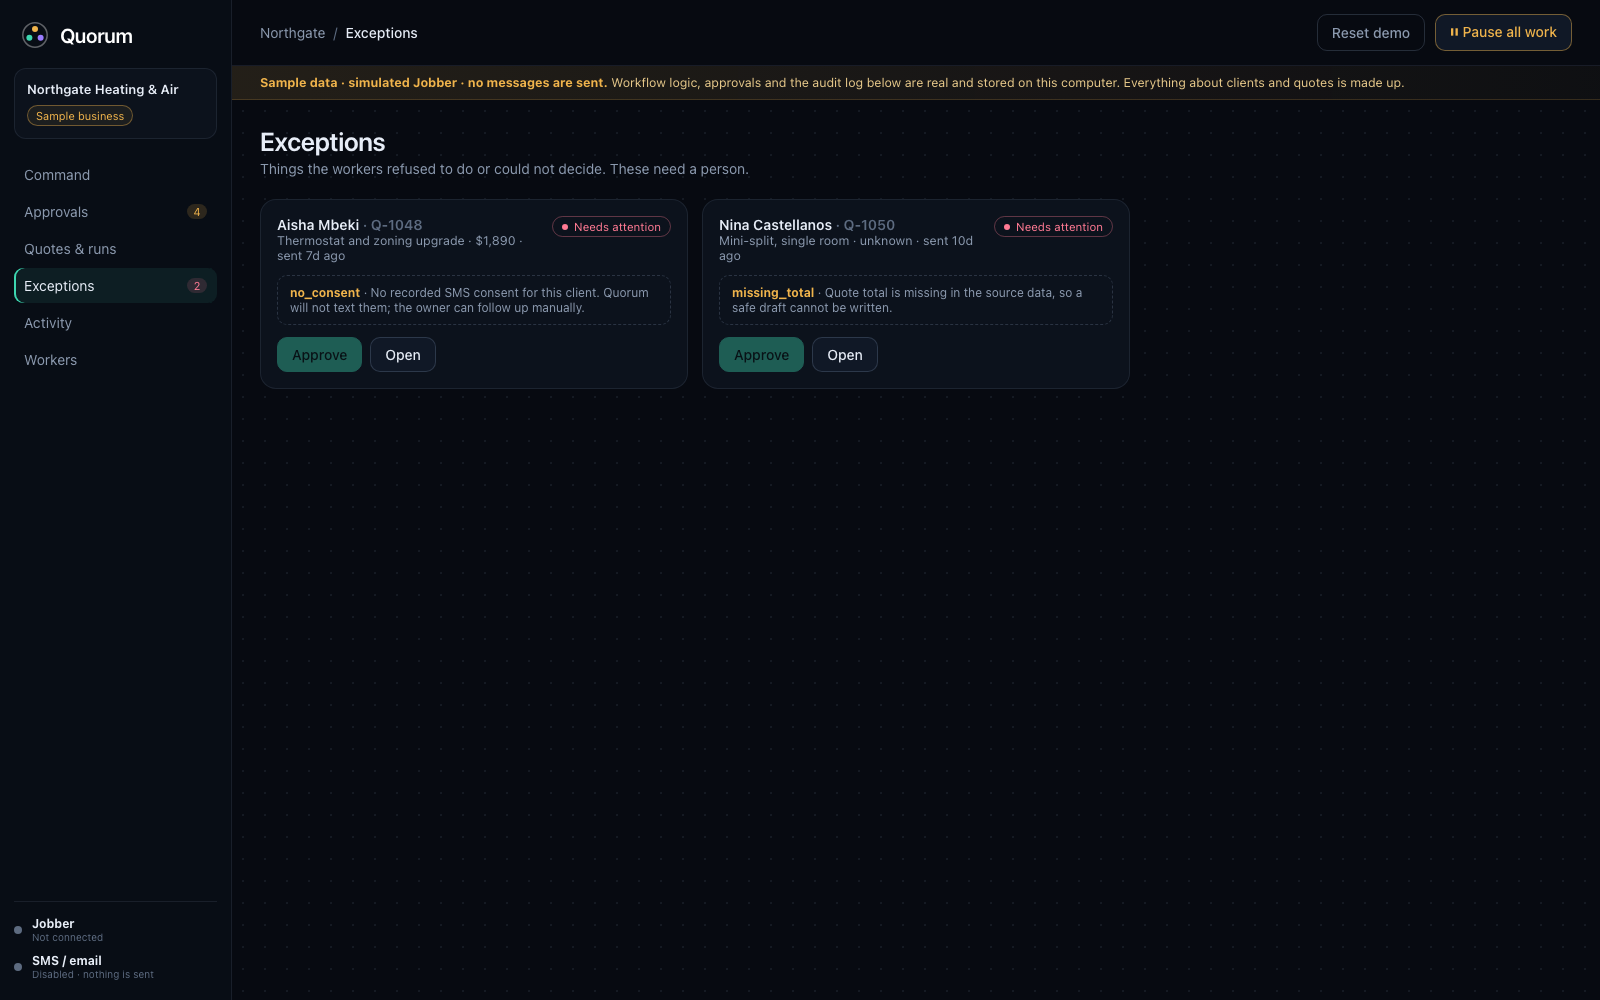 Quorum
Northgate Heating & Air
Sample business
Command
Approvals 4
Quotes & runs
Exceptions 2
Activity
Workers
Jobber
Not connected
SMS / email
Disabled · nothing is sent
Northgate / Exceptions
Reset demo
Pause all work
Sample data · simulated Jobber · no messages are sent. Workflow logic, approvals and the audit log below are real and stored on this computer. Everything about clients and quotes is made up.
Exceptions
Things the workers refused to do or could not decide. These need a person.
Aisha Mbeki · Q-1048
Needs attention
Thermostat and zoning upgrade · $1,890 ·
sent 7d ago
no_consent · No recorded SMS consent for this client. Quorum
will not text them; the owner can follow up manually.
Approve
Open
Nina Castellanos · Q-1050
Needs attention
Mini-split, single room · unknown · sent 10d
ago
missing_total · Quote total is missing in the source data, so a
safe draft cannot be written.
Approve
Open